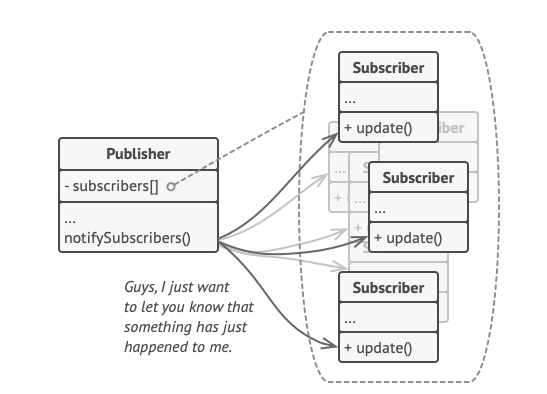 Publisher
- subscribers[]
...
notifySubscribers()
Guys, I just want
to let you know that
something has just
happened to me.
Subscriber
...
+ update()
Subscriber
...
+ update()
Subscriber
...
+ update()